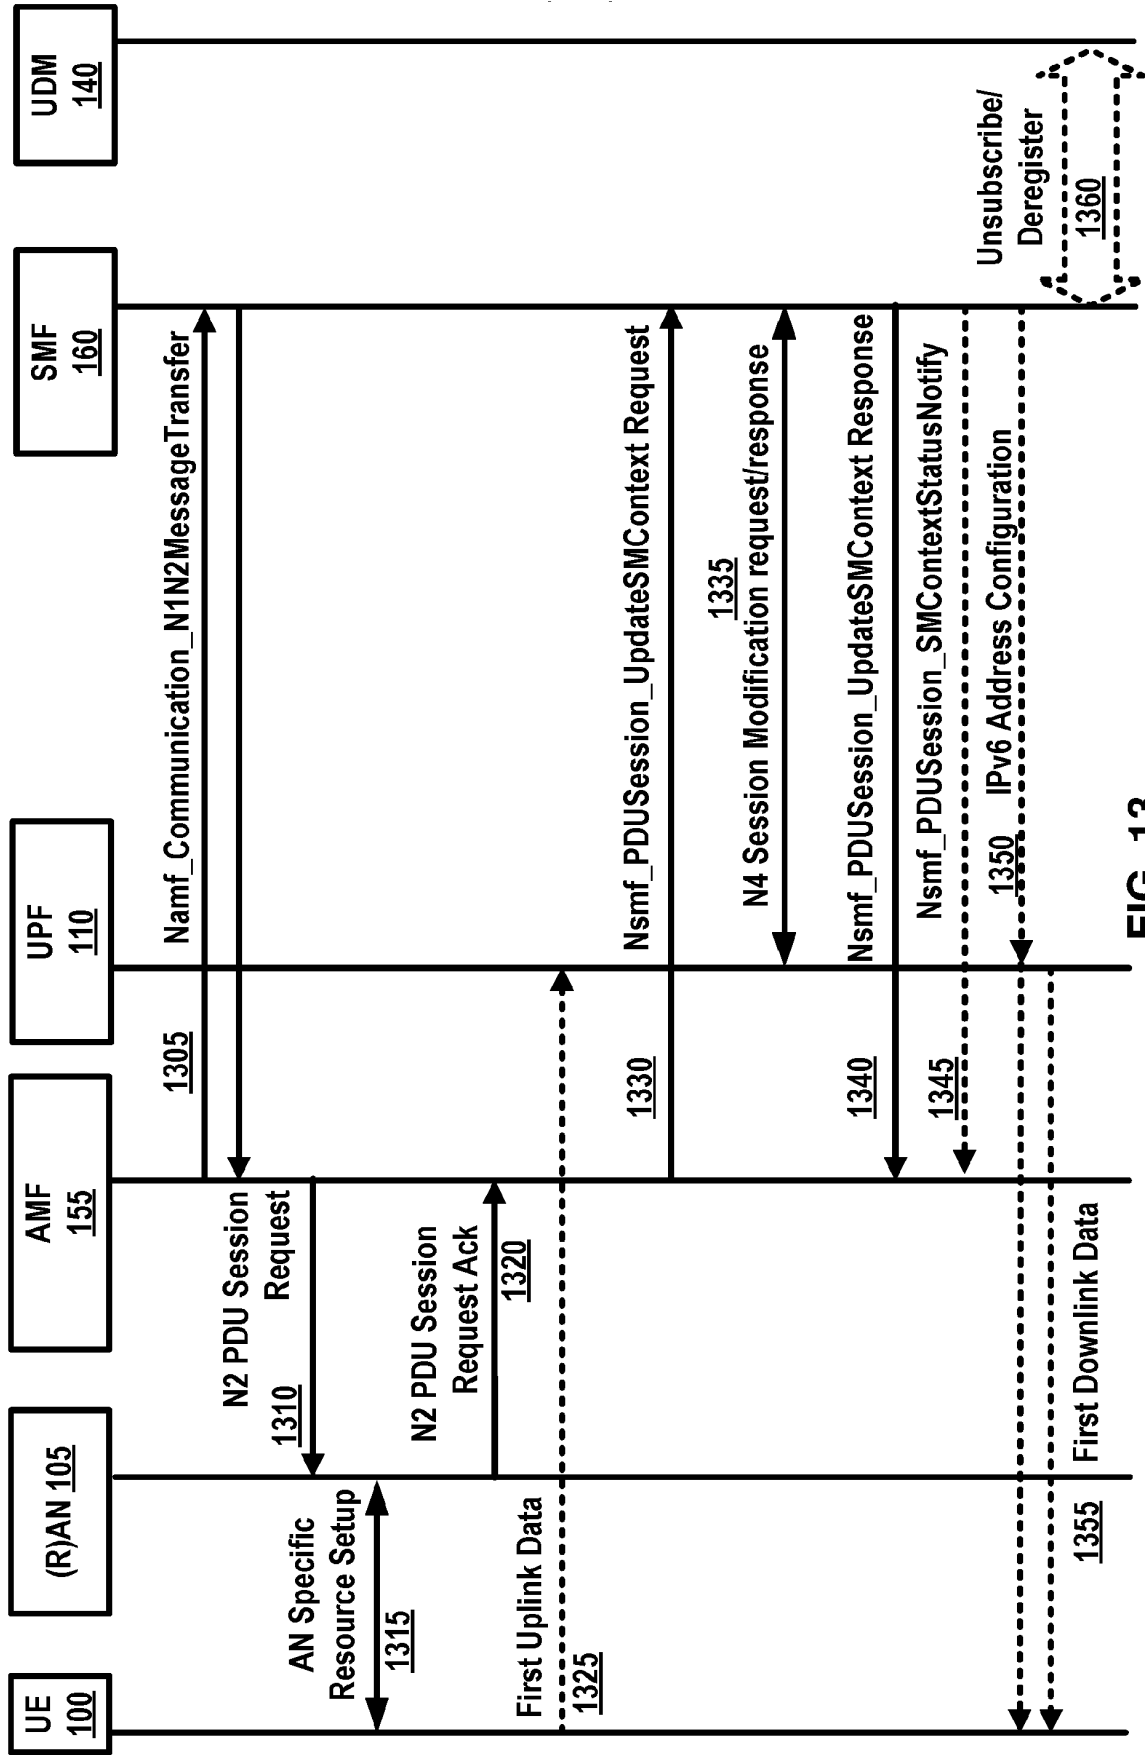 UE
100
(R)AN 105
AMF
155
UPF
110
SMF
160
UDM
140
1305
Namf_Communication_N1N2MessageTransfer
N2 PDU Session
Request
1310
AN Specific
Resource Setup
1315
N2 PDU Session
Request Ack
1320
First Uplink Data
1325
1330
Nsmf_PDUSession_UpdateSMContext Request
1335
N4 Session Modification request/response
1340
Nsmf_PDUSession_UpdateSMContext Response
1345
Nsmf_PDUSession_SMContextStatusNotify
1350 IPv6 Address Configuration
1355
First Downlink Data
Unsubscribe/
Deregister
1360
FIG. 13